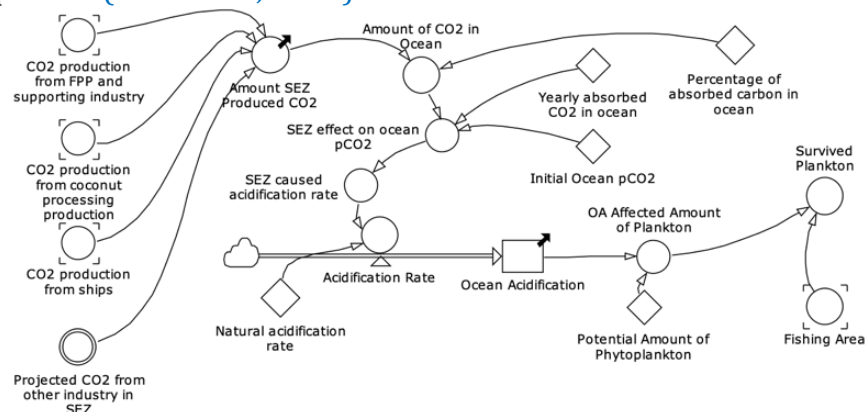 Amount of CO2 in
Ocean
CO2 production
from FPP and
supporting industry
Amount SEZ
Produced CO2
Percentage of
absorbed carbon in
ocean
Yearly absorbed
CO2 in ocean
SEZ effect on ocean
pCO2
CO2 production
from coconut
processing
production
Initial Ocean pCO2
Survived
Plankton
SEZ caused
acidification rate
OA Affected Amount
of Plankton
CO2 production
from ships
Acidification Rate
Ocean Acidification
Natural acidification
rate
Potential Amount of
Phytoplankton
Fishing Area
Projected CO2 from
other industry in
SEZ